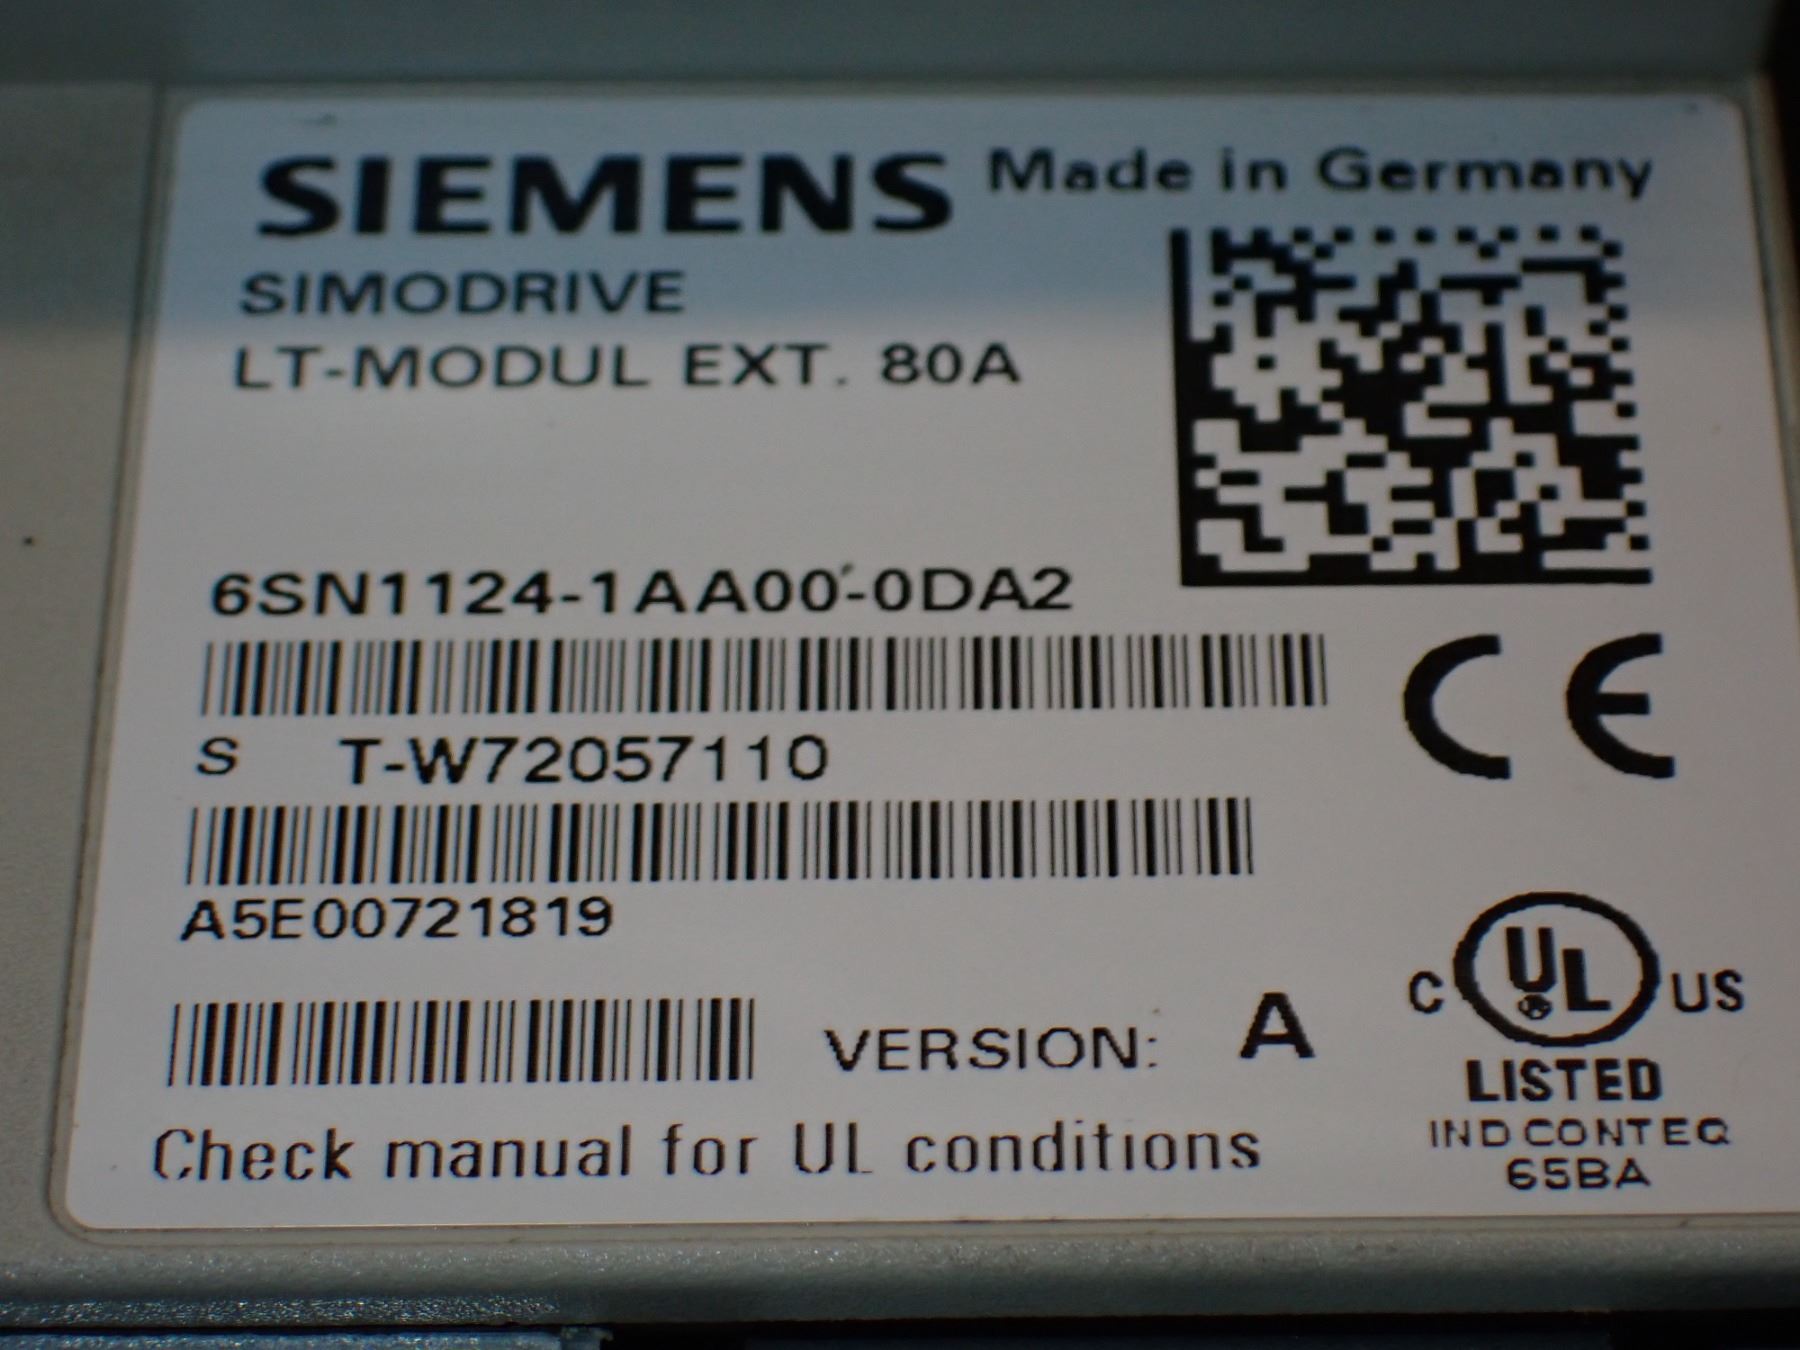 SIEMENS Made in Germany
SIMODRIVE
LT-MODUL EXT. 80A
6SN1124-1AA00-0DA2
S T-W72057110
A5E00721819
VERSION: A
Check manual for UL conditions
C UL US
LISTED
IND CONT EQ
65BA
CE